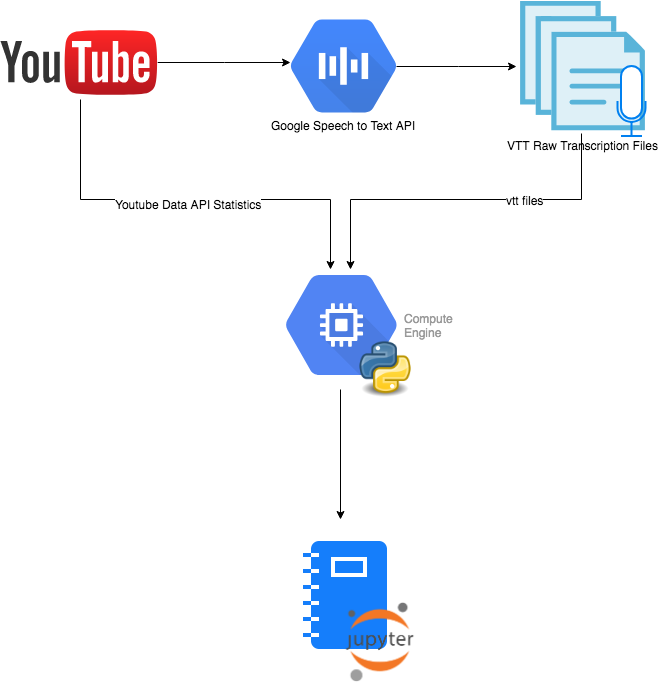 YouTube
Google Speech to Text API
VTT Raw Transcription Files
Youtube Data API Statistics
vtt files
Compute
Engine
jupyter